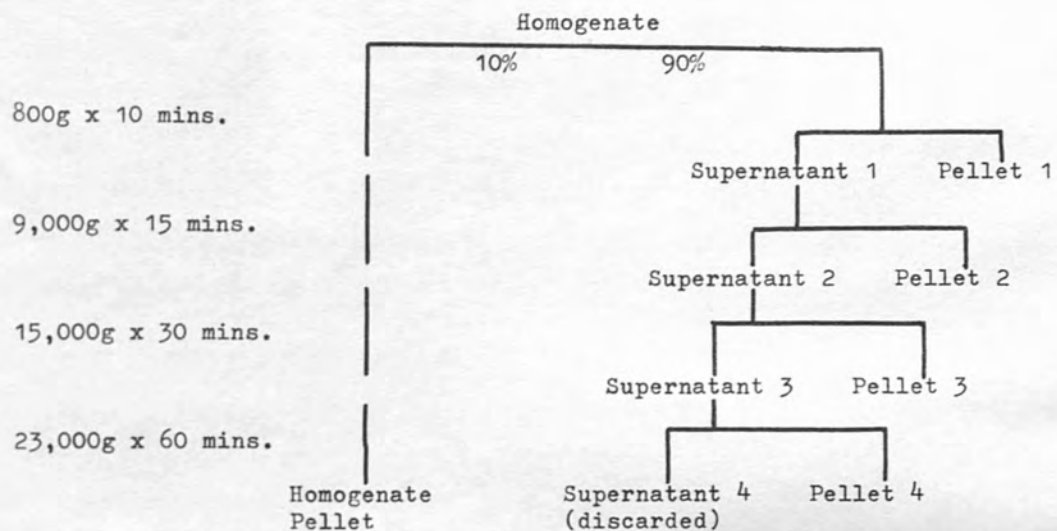 Homogenate
10% 90%
800g x 10 mins.
Supernatant 1 Pellet 1
9,000g x 15 mins.
Supernatant 2 Pellet 2
15,000g x 30 mins.
Supernatant 3 Pellet 3
23,000g x 60 mins.
Homogenate Supernatant 4 Pellet 4
Pellet (discarded)